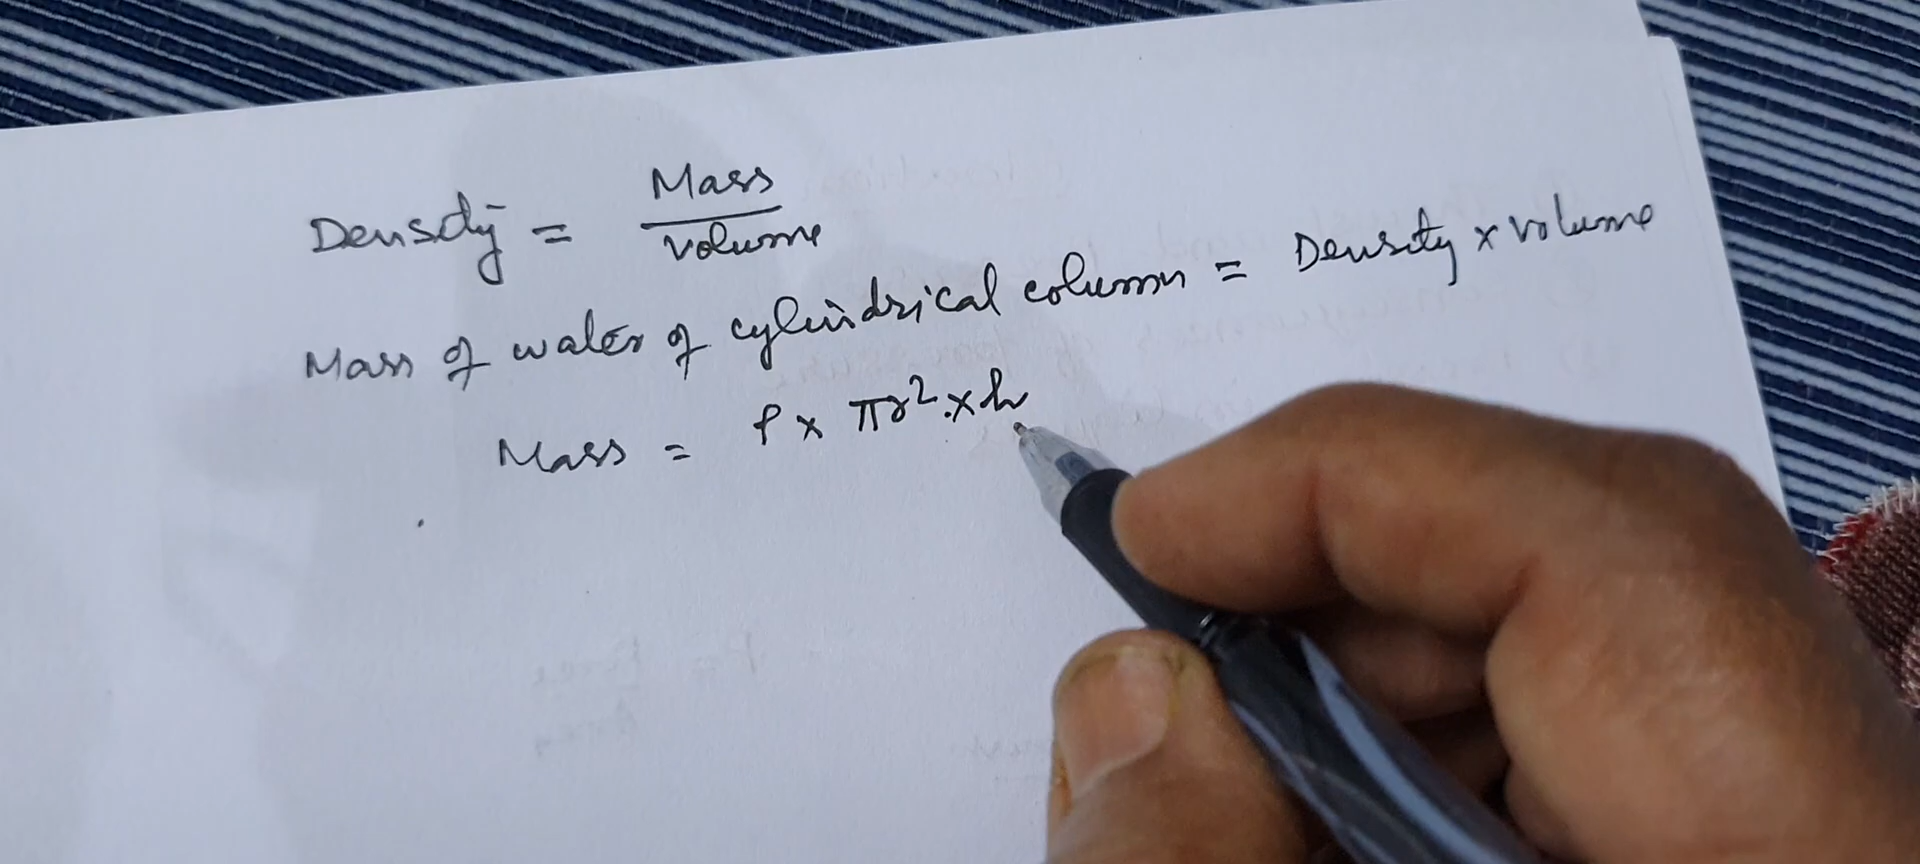 Density = Mass / Volume
Mass of water of cylindrical column = Density x volume
Mass = ρ x πr².x h